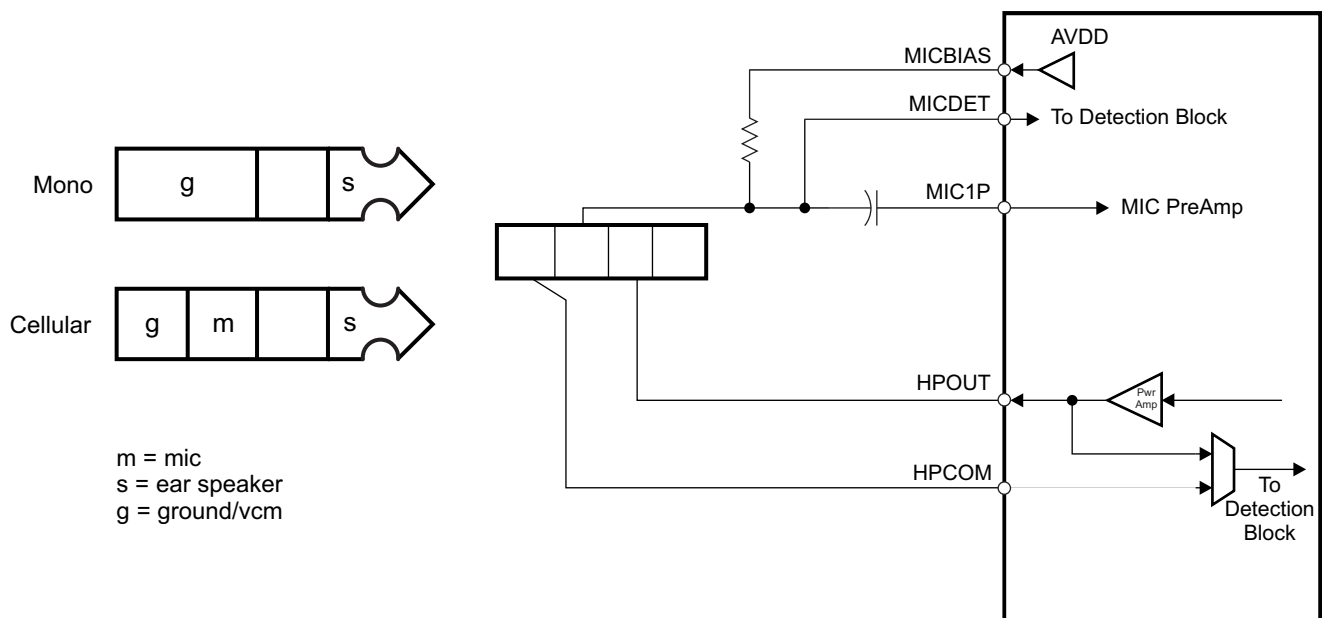 AVDD
MICBIAS
MICDET
To Detection Block
Mono
g
s
MIC1P
MIC PreAmp
Cellular
g
m
s
HPOUT
Pwr
Amp
m = mic
s = ear speaker
g = ground/vcm
HPCOM
To
Detection
Block